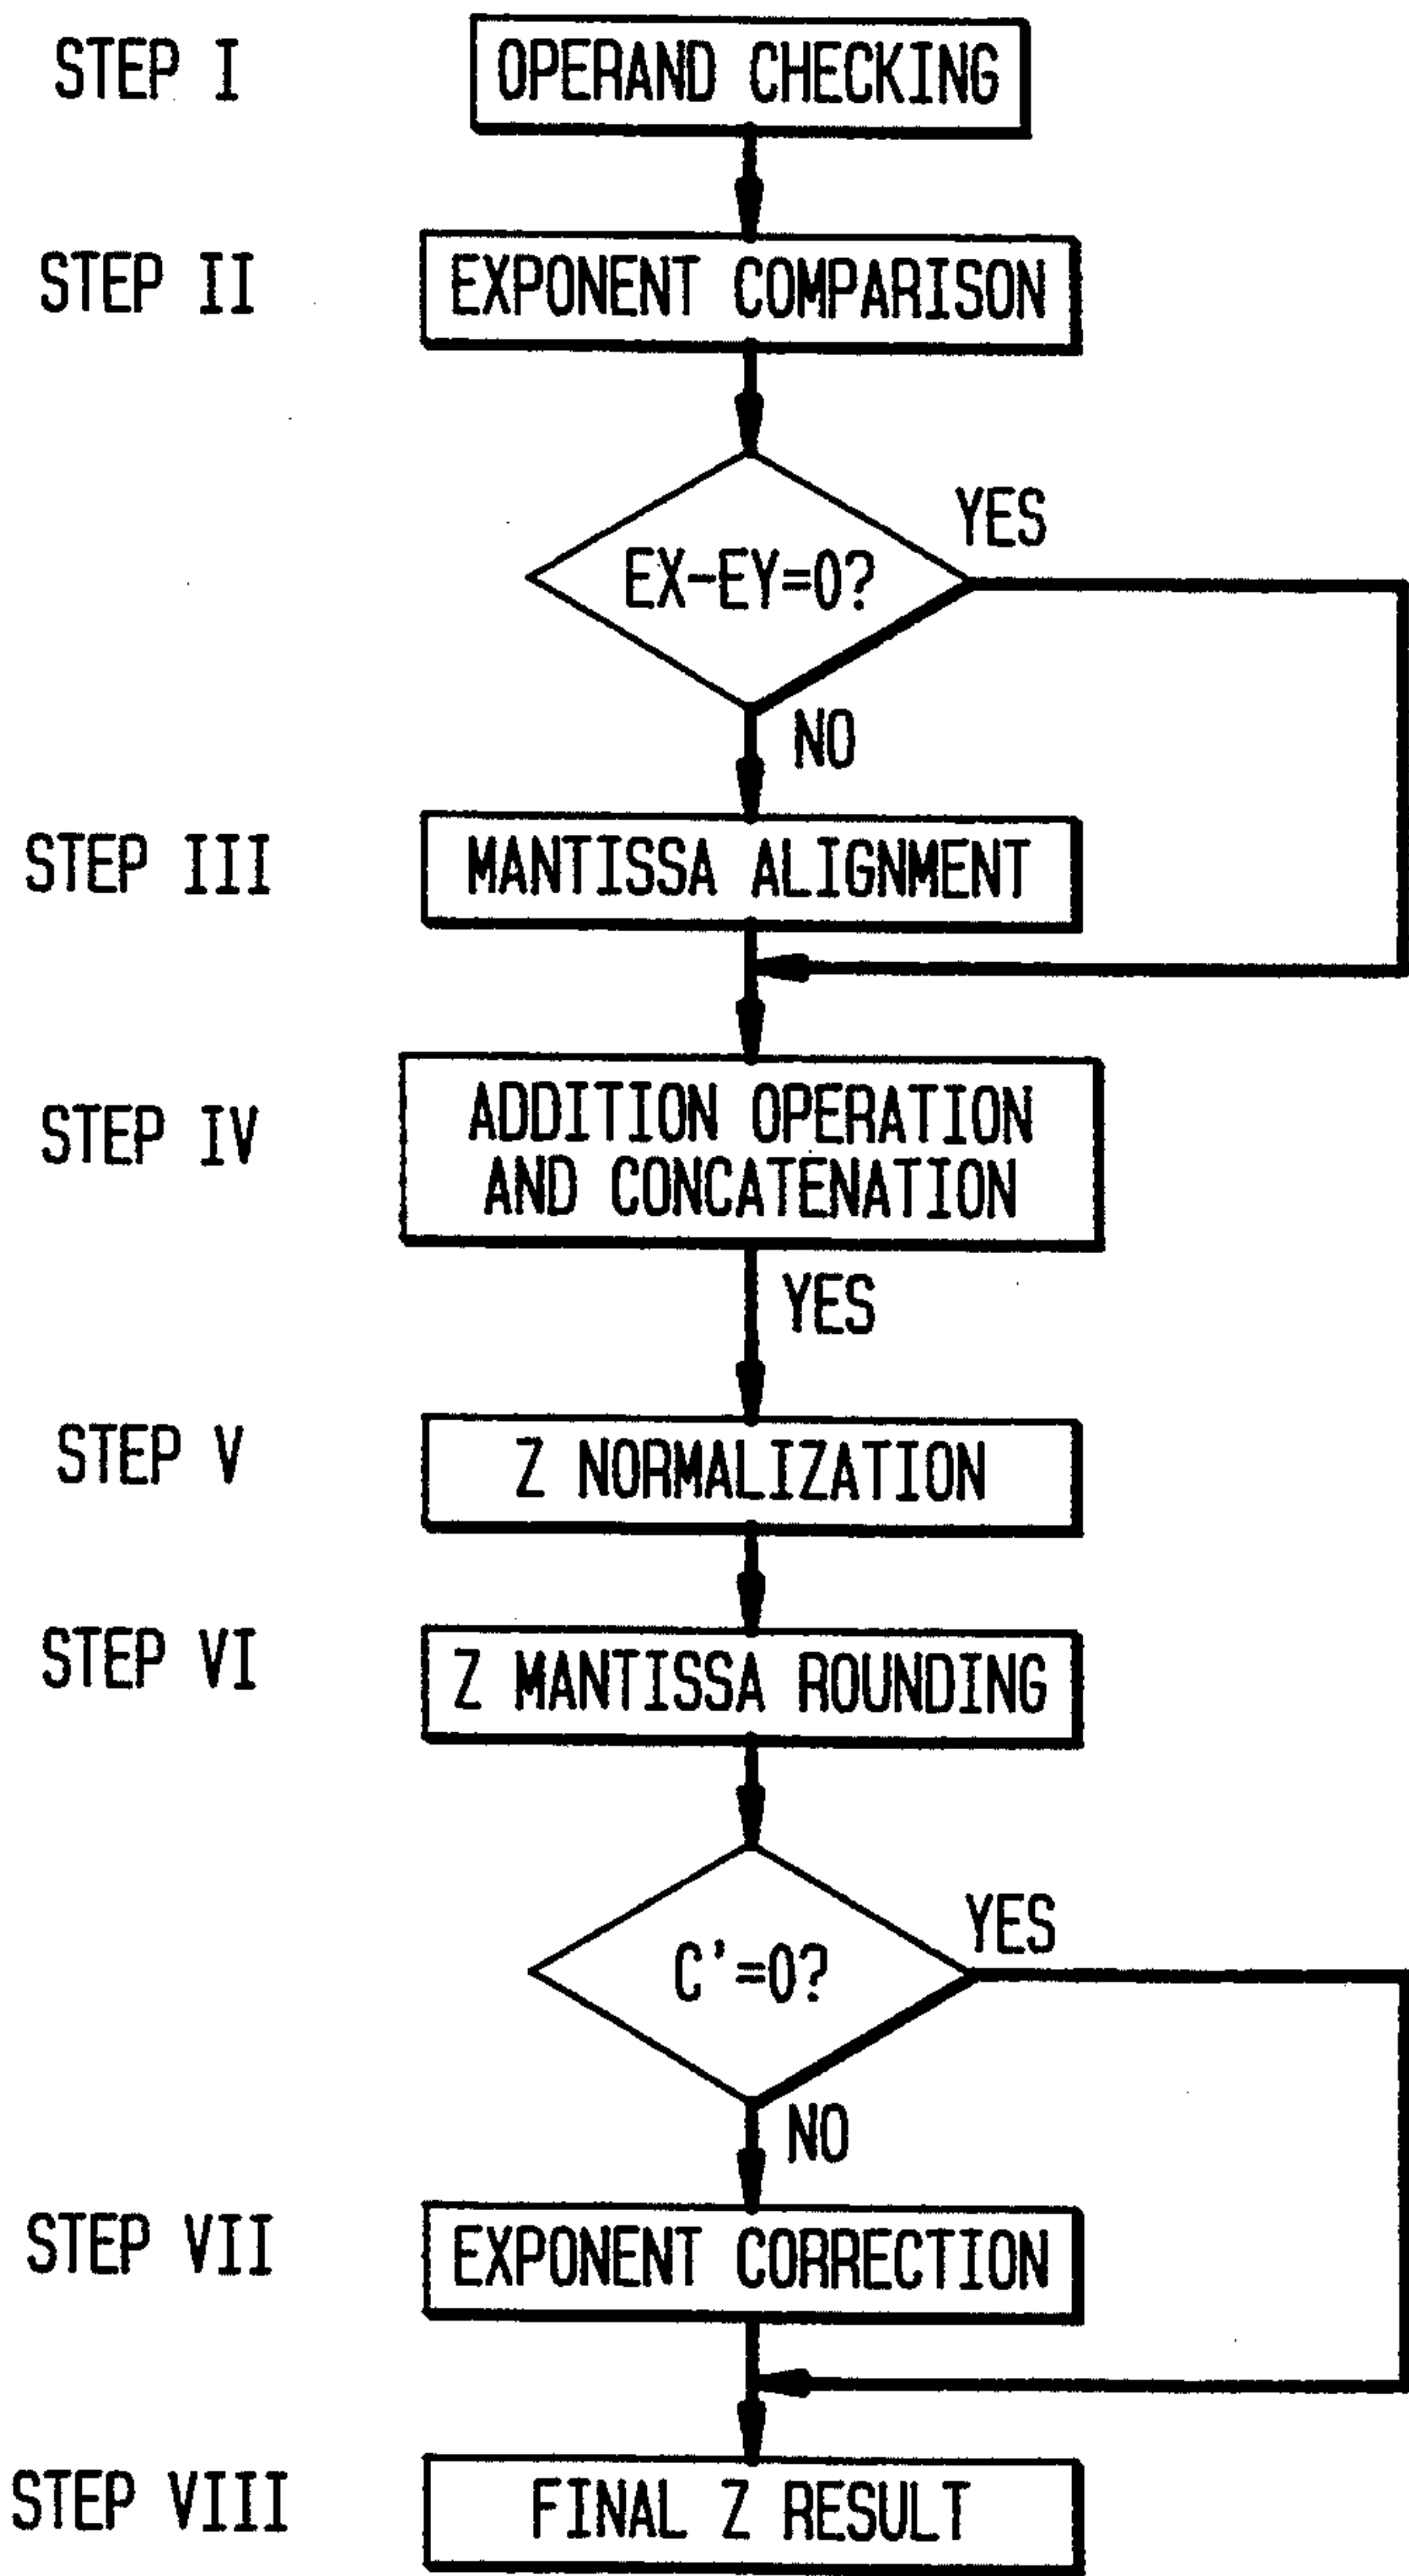 STEP I
OPERAND CHECKING
STEP II
EXPONENT COMPARISON
EX-EY=0?
YES
NO
STEP III
MANTISSA ALIGNMENT
STEP IV
ADDITION OPERATION
AND CONCATENATION
YES
STEP V
Z NORMALIZATION
STEP VI
Z MANTISSA ROUNDING
C'=0?
YES
NO
STEP VII
EXPONENT CORRECTION
STEP VIII
FINAL Z RESULT